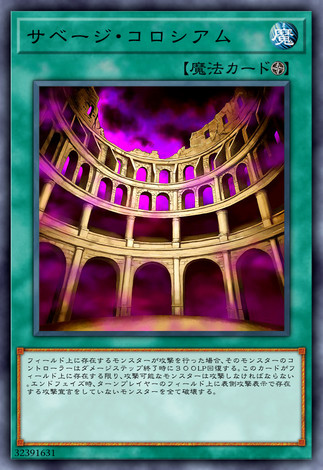 サベージ・コロシアム
魔
【魔法カード】
フィールド上に存在するモンスターが攻撃を行った場合、そのモンスターのコ
ントローラーはダメージステップ終了時に300LP回復する。このカードがフ
ィールド上に存在する限り、攻撃可能なモンスターは攻撃しなければならない
。エンドフェイズ時、ターンプレイヤーのフィールド上に表側攻撃表示で存在
する攻撃宣言をしていないモンスターを全て破壊する。
32391631